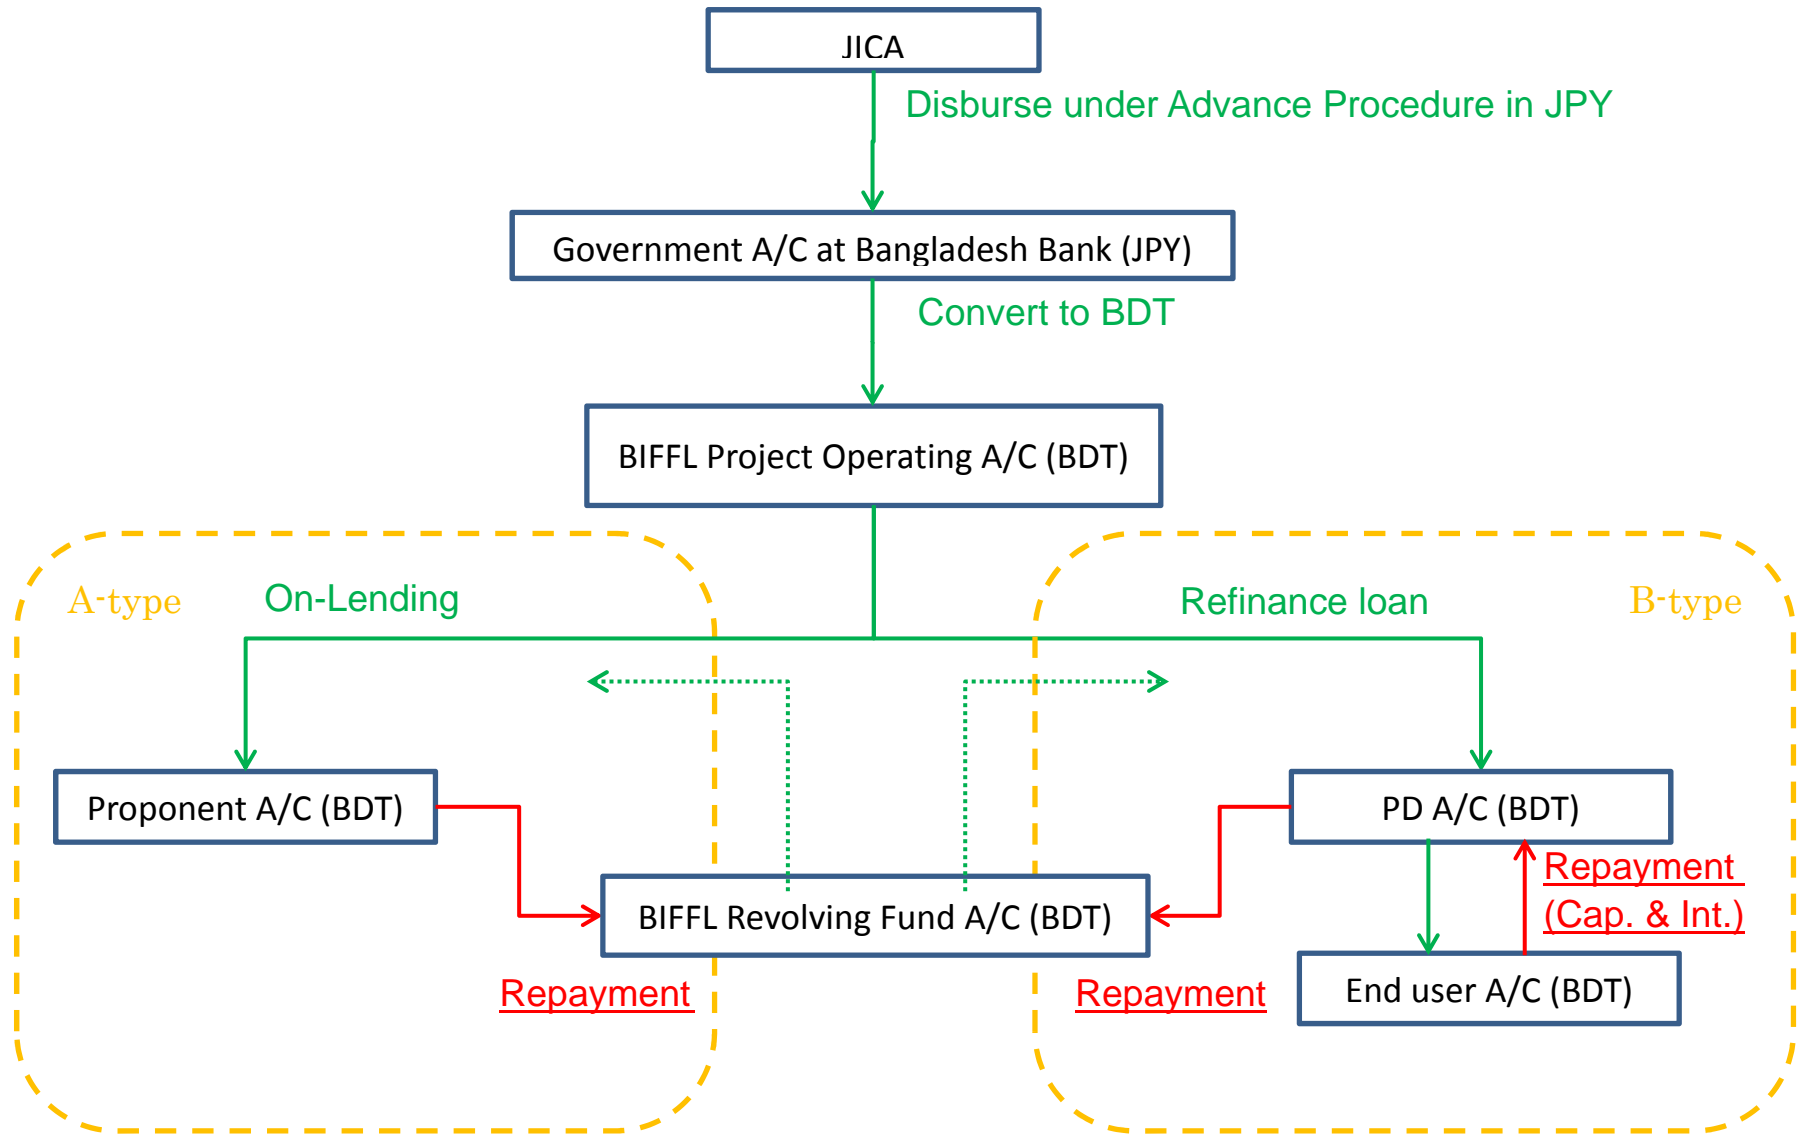 JICA
Disburse under Advance Procedure in JPY
Government A/C at Bangladesh Bank (JPY)
Convert to BDT
BIFFL Project Operating A/C (BDT)
A-type
On-Lending
Refinance loan
B-type
Proponent A/C (BDT)
PD A/C (BDT)
Repayment
(Cap. & Int.)
BIFFL Revolving Fund A/C (BDT)
Repayment
Repayment
End user A/C (BDT)